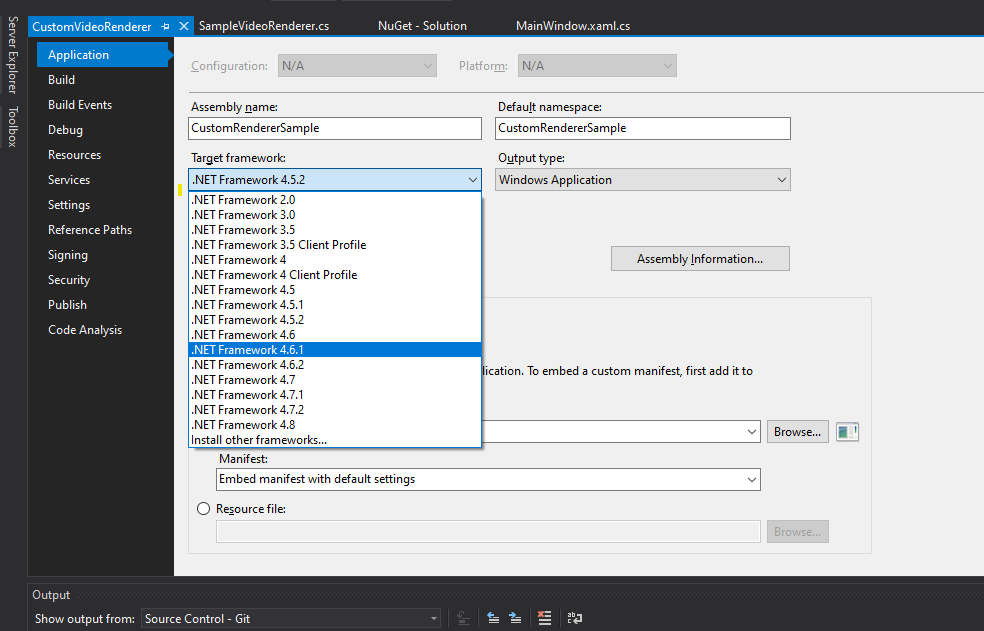 Server Explorer
Toolbox
CustomVideoRenderer
SampleVideoRenderer.cs
NuGet - Solution
MainWindow.xaml.cs
Application
Build
Build Events
Debug
Resources
Services
Settings
Reference Paths
Signing
Security
Publish
Code Analysis
Configuration: N/A Platform: N/A
Assembly name: Default namespace:
CustomRendererSample CustomRendererSample
Target framework: Output type:
.NET Framework 4.5.2 Windows Application
.NET Framework 2.0
.NET Framework 3.0
.NET Framework 3.5
.NET Framework 3.5 Client Profile
.NET Framework 4
.NET Framework 4 Client Profile
.NET Framework 4.5
.NET Framework 4.5.1
.NET Framework 4.5.2
.NET Framework 4.6
.NET Framework 4.6.1
.NET Framework 4.6.2
.NET Framework 4.7
.NET Framework 4.7.1
.NET Framework 4.7.2
.NET Framework 4.8
Install other frameworks...
Assembly Information...
lication. To embed a custom manifest, first add it to
Browse...
Manifest:
Embed manifest with default settings
Resource file:
Browse...
Output
Show output from: Source Control - Git